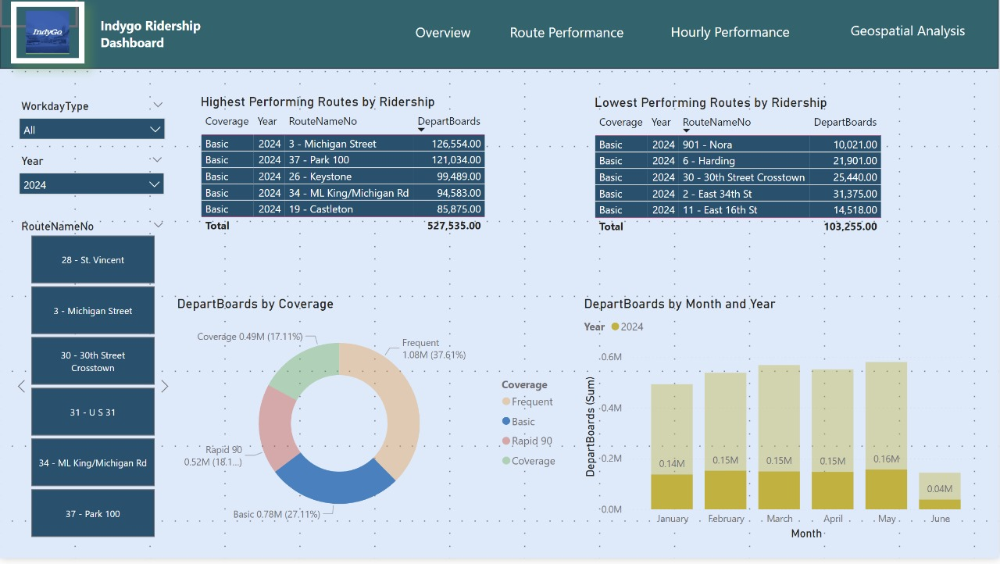 IndyGo
Indygo Ridership
Dashboard
Overview
Route Performance
Hourly Performance
Geospatial Analysis
WorkdayType
All
Year
2024
RouteNameNo
28 - St. Vincent
3 - Michigan Street
30 - 30th Street
Crosstown
31 - U S 31
34 - ML King/Michigan Rd
37 - Park 100
Highest Performing Routes by Ridership
Coverage Year RouteNameNo DepartBoards
Basic 2024 3 - Michigan Street 126,554.00
Basic 2024 37 - Park 100 121,034.00
Basic 2024 26 - Keystone 99,489.00
Basic 2024 34 - ML King/Michigan Rd 94,583.00
Basic 2024 19 - Castleton 85,875.00
Total 527,535.00
Lowest Performing Routes by Ridership
Coverage Year RouteNameNo DepartBoards
Basic 2024 901 - Nora 10,021.00
Basic 2024 6 - Harding 21,901.00
Basic 2024 30 - 30th Street Crosstown 25,440.00
Basic 2024 2 - East 34th St 31,375.00
Basic 2024 11 - East 16th St 14,518.00
Total 103,255.00
DepartBoards by Coverage
Coverage 0.49M (17.11%)
Frequent
1.08M (37.61%)
Rapid 90
0.52M (18.1...)
Basic 0.78M (27.11%)
Coverage
Frequent
Basic
Rapid 90
Coverage
DepartBoards by Month and Year
Year 2024
DepartBoards (Sum)
0.6M
0.4M
0.2M
0.0M
0.14M
0.15M
0.15M
0.15M
0.16M
0.04M
January
February
March
April
May
June
Month